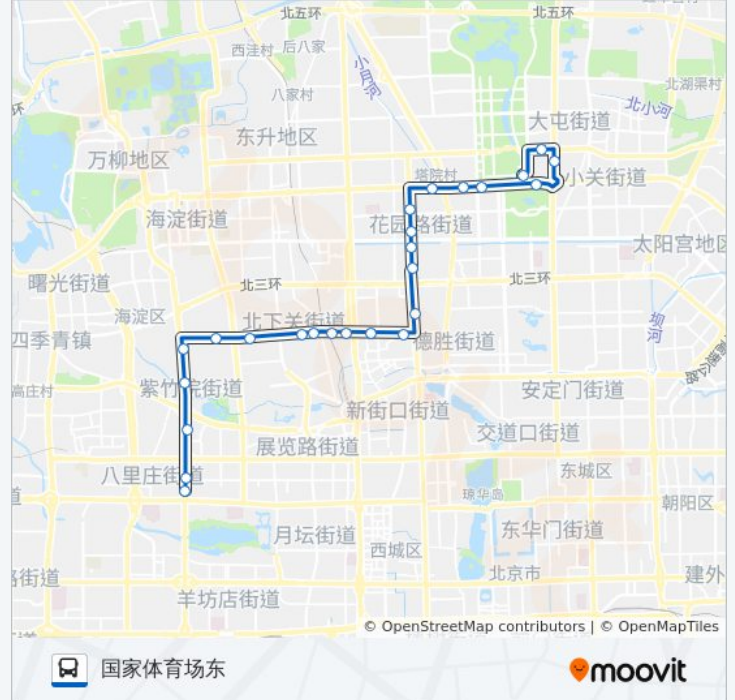 北五环
北五环
西洼村
后八家
小月河
北湖渠村
八家村
北小河
大屯街道
东升地区
万柳地区
塔院村
小关街道
海淀街道
花园路街道
太阳宫地区
曙光街道
北三环
北三环
海淀区
北下关街道
坝河
四季青镇
德胜街道
高庄村
紫竹院街道
安定门街道
新街口街道
交道口街道
展览路街道
八里庄街道
东城区
琼华岛
朝阳区
月坛街道
东华门街道
西城区
路街道
北京市
建外
羊坊店街道
© OpenStreetMap contributors | © OpenMapTiles
国家体育场东
moovit